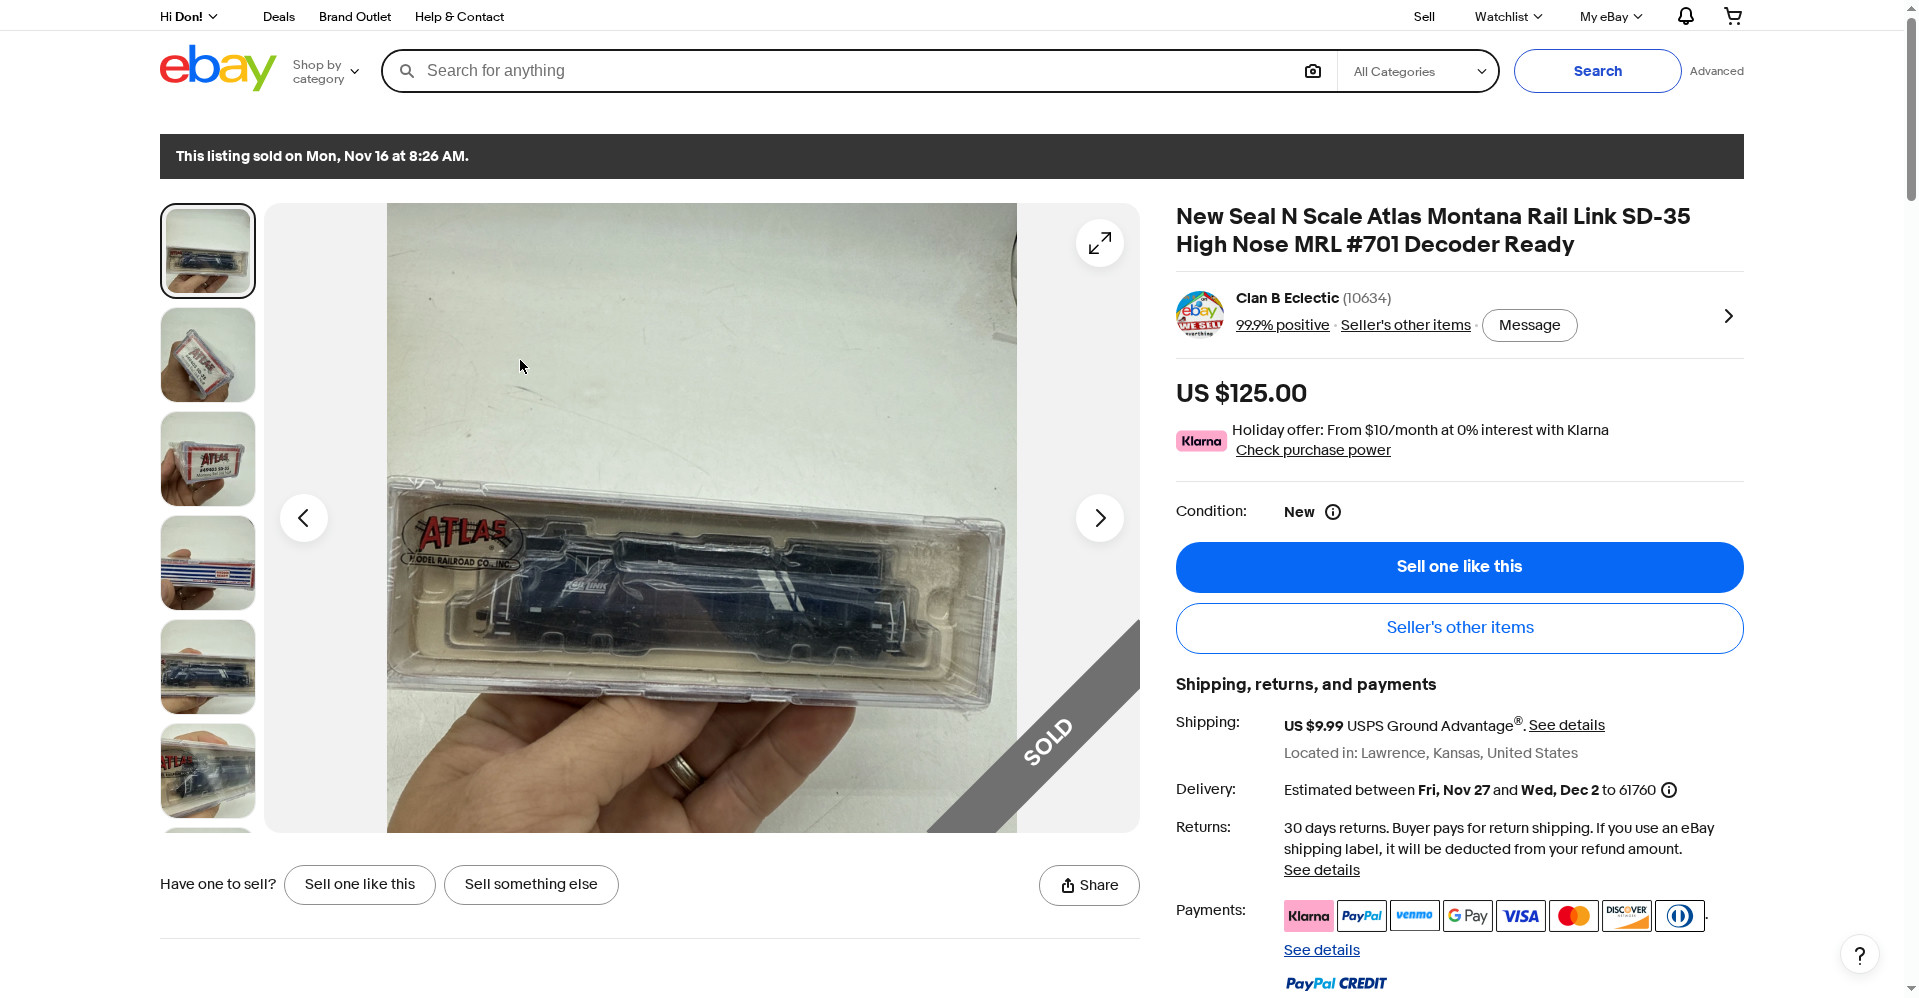 Hi Don!
Deals
Brand Outlet
Help & Contact
Sell
Watchlist
My eBay
ebay
Shop by
category
Search for anything
All Categories
Search
Advanced
This listing sold on Mon, Nov 16 at 8:26 AM.
ATLAS
MODEL RAILROAD CO., INC.
SOLD
New Seal N Scale Atlas Montana Rail Link SD-35
High Nose MRL #701 Decoder Ready
ebay
WE SELL
Clan B Eclectic (10634)
99.9% positive · Seller's other items · Message
US $125.00
Klarna
Holiday offer: From $10/month at 0% interest with Klarna
Check purchase power
Condition: New
Sell one like this
Seller's other items
Shipping, returns, and payments
Shipping: US $9.99 USPS Ground Advantage®. See details
Located in: Lawrence, Kansas, United States
Delivery: Estimated between Fri, Nov 27 and Wed, Dec 2 to 61760
Returns: 30 days returns. Buyer pays for return shipping. If you use an eBay
shipping label, it will be deducted from your refund amount.
See details
Payments: Klarna PayPal venmo G Pay VISA DISCOVER .
See details
PayPal CREDIT
Have one to sell? Sell one like this Sell something else
Share
?